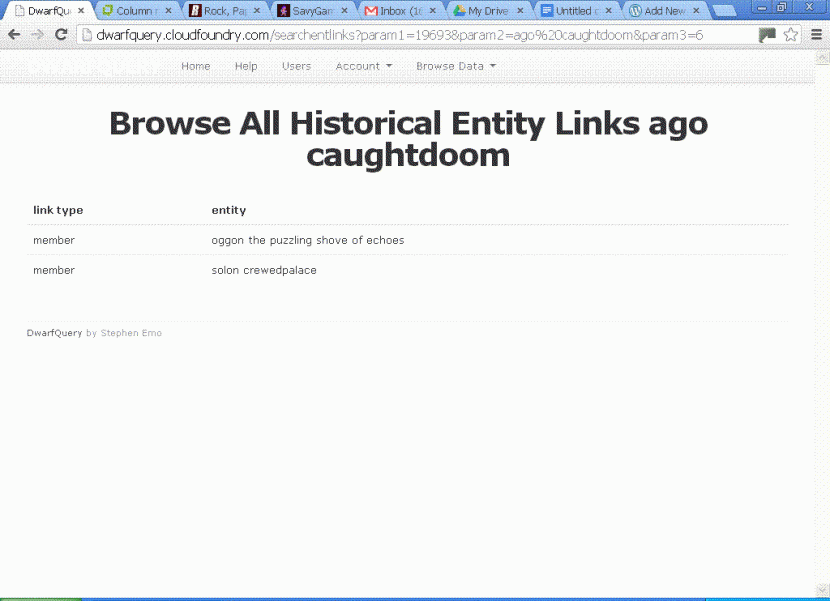 DwarfQu Column Rock, Pap SavyGam Inbox (16 My Drive Untitled Add New
dwarfquery.cloudfoundry.com/searchentlinks?param1=19693&param2=ago%20caughtdoom&param3=6
Home Help Users Account Browse Data
Browse All Historical Entity Links ago
caughtdoom
link type entity
member oggon the puzzling shove of echoes
member solon crewedpalace
DwarfQuery by Stephen Emo